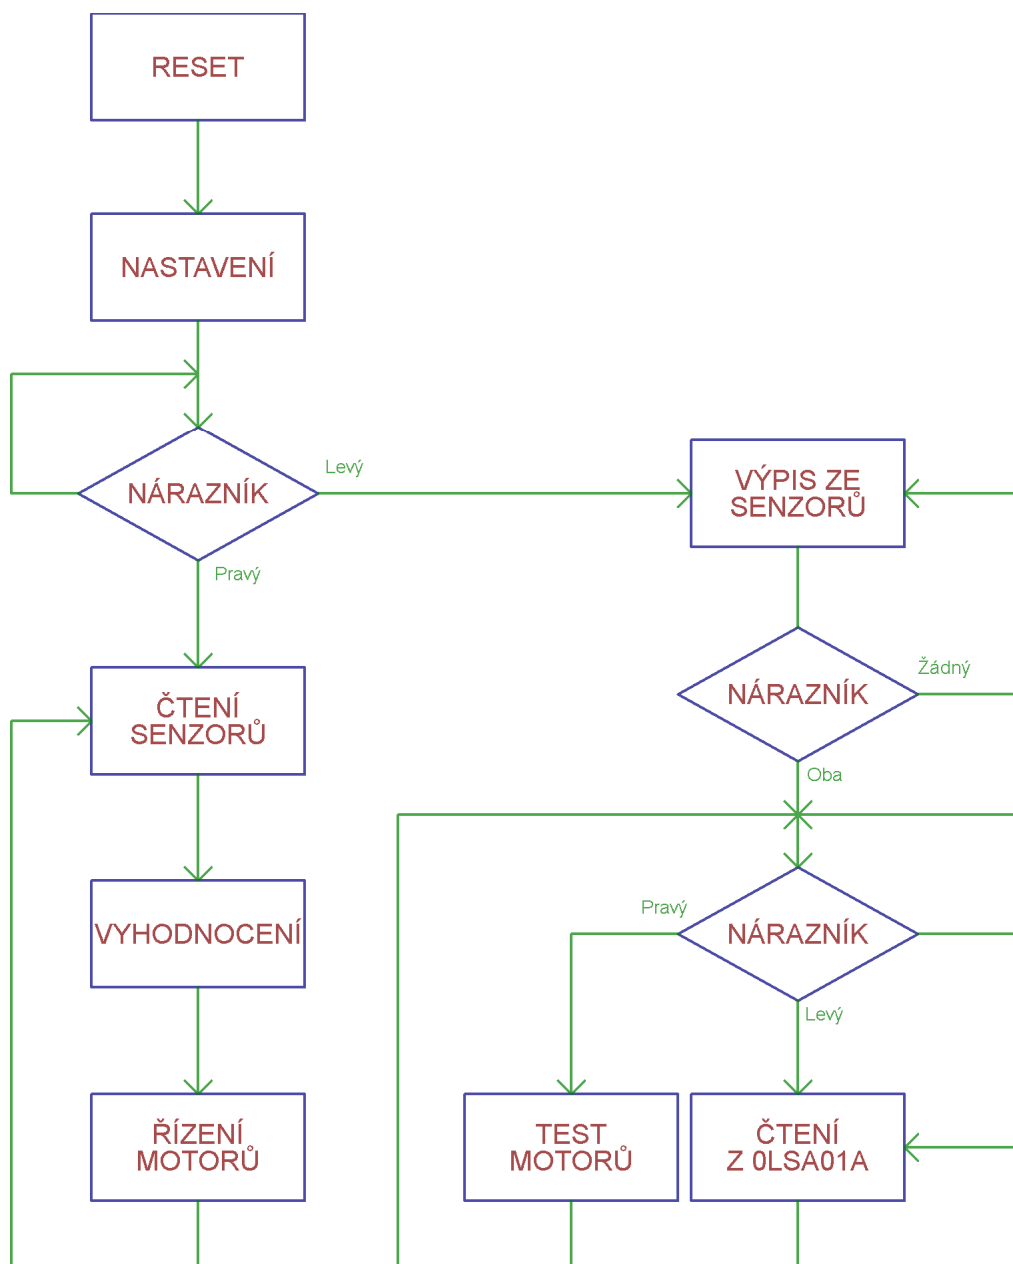 RESET
NASTAVENÍ
NÁRAZNÍK
Levý
Pravý
VÝPIS ZE
SENZORŮ
NÁRAZNÍK
Žádný
Oba
ČTENÍ
SENZORŮ
VYHODNOCENÍ
Pravý
NÁRAZNÍK
Levý
ŘÍZENÍ
MOTORŮ
TEST
MOTORŮ
ČTENÍ
Z 0LSA01A